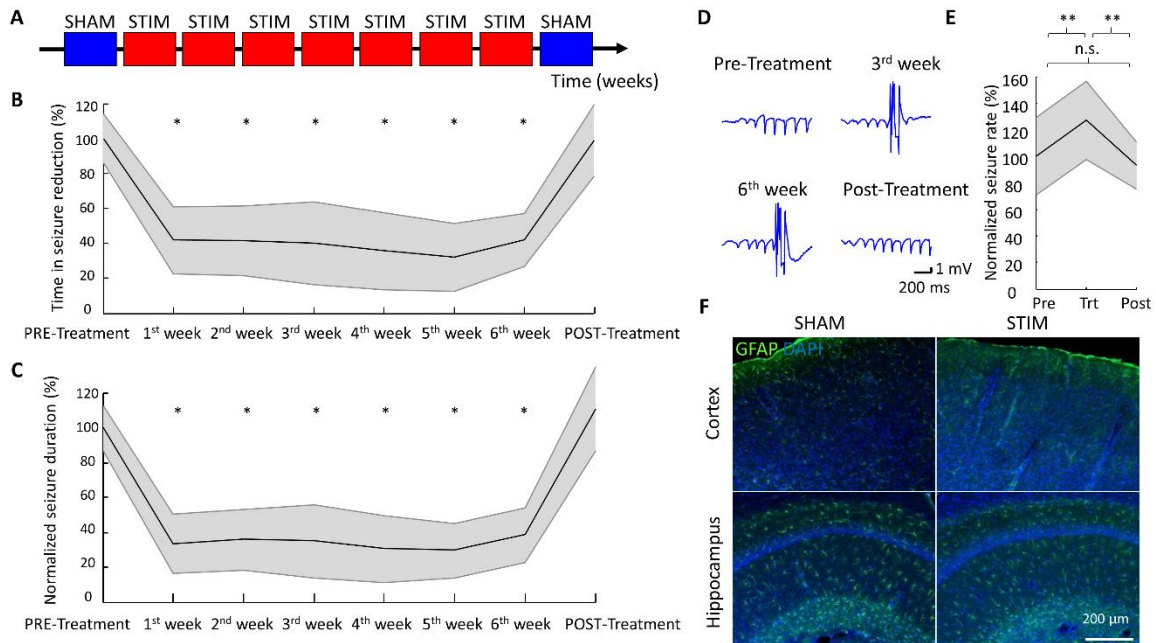 A
SHAM STIM STIM STIM STIM STIM STIM STIM SHAM
Time (weeks)
B
Time in seizure reduction (%)
120
100
80
60
40
20
0
* * * * * *
PRE-Treatment 1st week 2nd week 3rd week 4th week 5th week 6th week POST-Treatment
C
Normalized seizure duration (%)
120
100
80
60
40
20
0
* * * * * *
PRE-Treatment 1st week 2nd week 3rd week 4th week 5th week 6th week POST-Treatment
D
Pre-Treatment 3rd week
6th week Post-Treatment
1 mV
200 ms
E
** **
n.s.
Normalized seizure rate (%)
160
140
120
100
80
60
40
20
0
Pre Trt Post
F
SHAM STIM
GFAP DAPI
Cortex
Hippocampus
200 µm